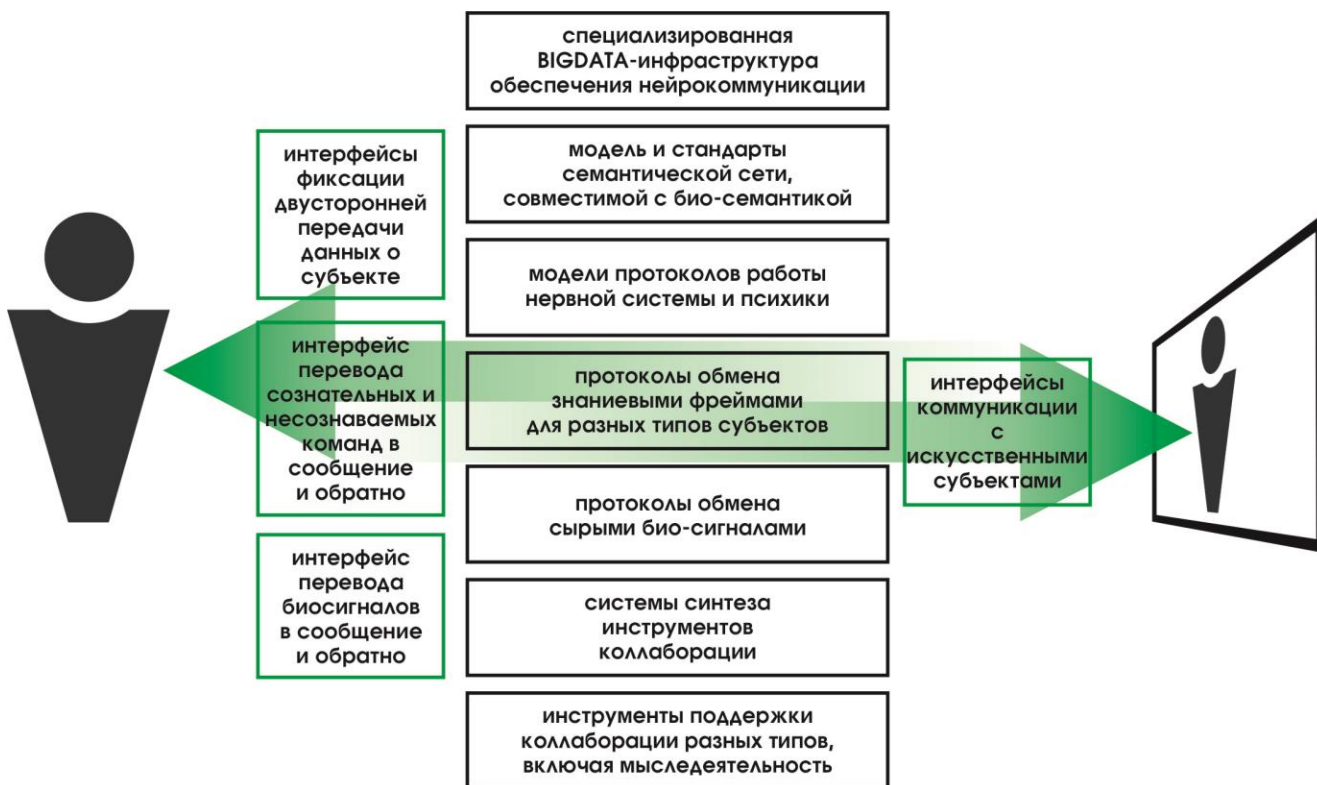 специализированная
BIGDATA-инфраструктура
обеспечения нейрокоммуникации
интерфейсы
фиксации
двусторонней
передачи
данных о
субъекте
модель и стандарты
семантической сети,
совместимой с био-семантикой
модели протоколов работы
нервной системы и психики
интерфейс
перевода
сознательных и
несознаваемых
команд в
сообщение
и обратно
протоколы обмена
знаниевыми фреймами
для разных типов субъектов
интерфейсы
коммуникации
с
искусственными
субъектами
протоколы обмена
сырыми био-сигналами
интерфейс
перевода
биосигналов
в сообщение
и обратно
системы синтеза
инструментов
коллаборации
инструменты поддержки
коллаборации разных типов,
включая мыследеятельность